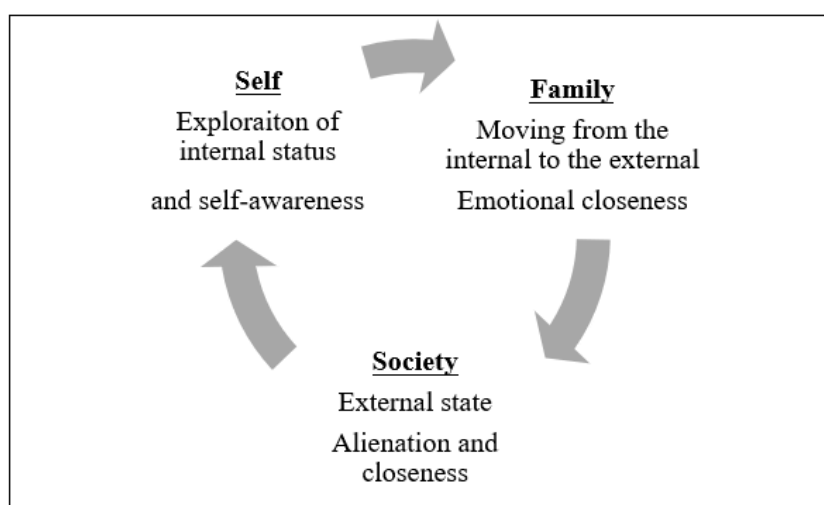 Self
Exploraiton of
internal status
and self-awareness
Family
Moving from the
internal to the external
Emotional closeness
Society
External state
Alienation and
closeness